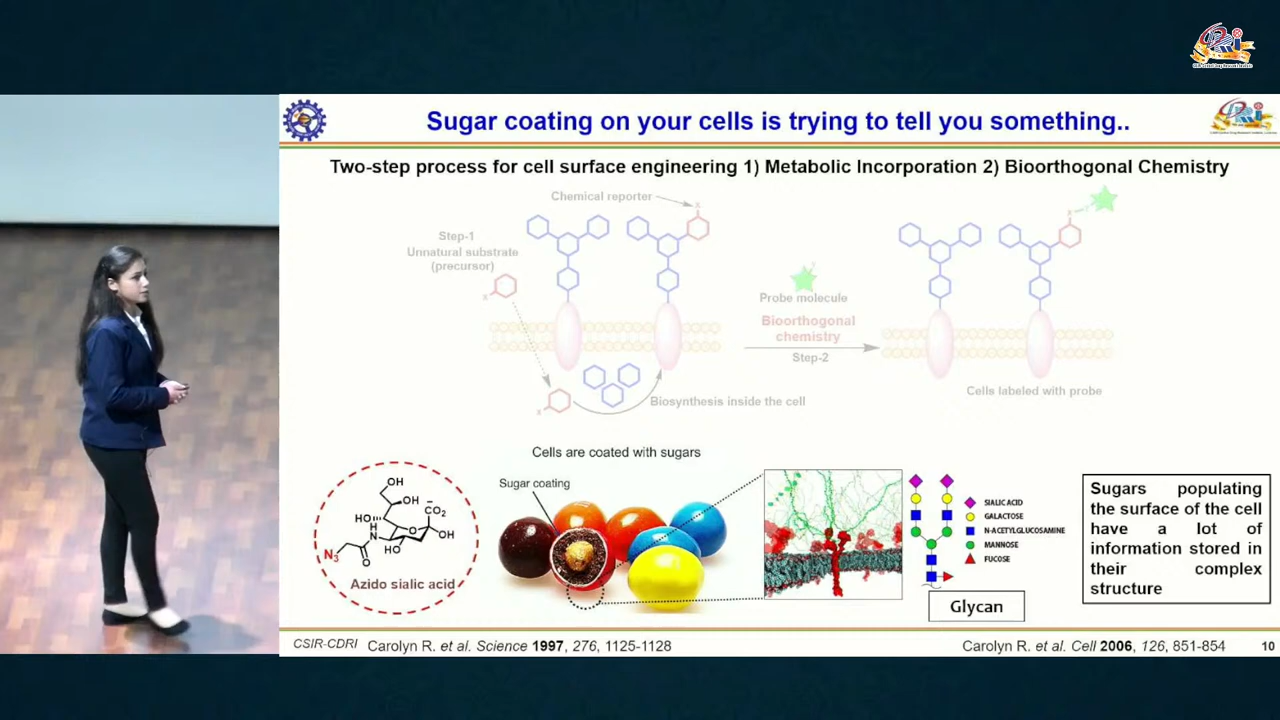 Sugar coating on your cells is trying to tell you something..
Two-step process for cell surface engineering 1) Metabolic Incorporation 2) Bioorthogonal Chemistry
Chemical reporter
X
Step-1
Unnatural substrate
(precursor)
X
X
Biosynthesis inside the cell
Probe molecule
Bioorthogonal
chemistry
Step-2
X
Cells labeled with probe
OH
OH
HO
CO2
H
N
O
OH
HO
N3
O
Azido sialic acid
Cells are coated with sugars
Sugar coating
SIALIC ACID
GALACTOSE
N-ACETYLGLUCOSAMINE
MANNOSE
FUCOSE
Glycan
Sugars populating
the surface of the cell
have a lot of
information stored in
their complex
structure
CSIR-CDRI
Carolyn R. et al. Science 1997, 276, 1125-1128
Carolyn R. et al. Cell 2006, 126, 851-854
10